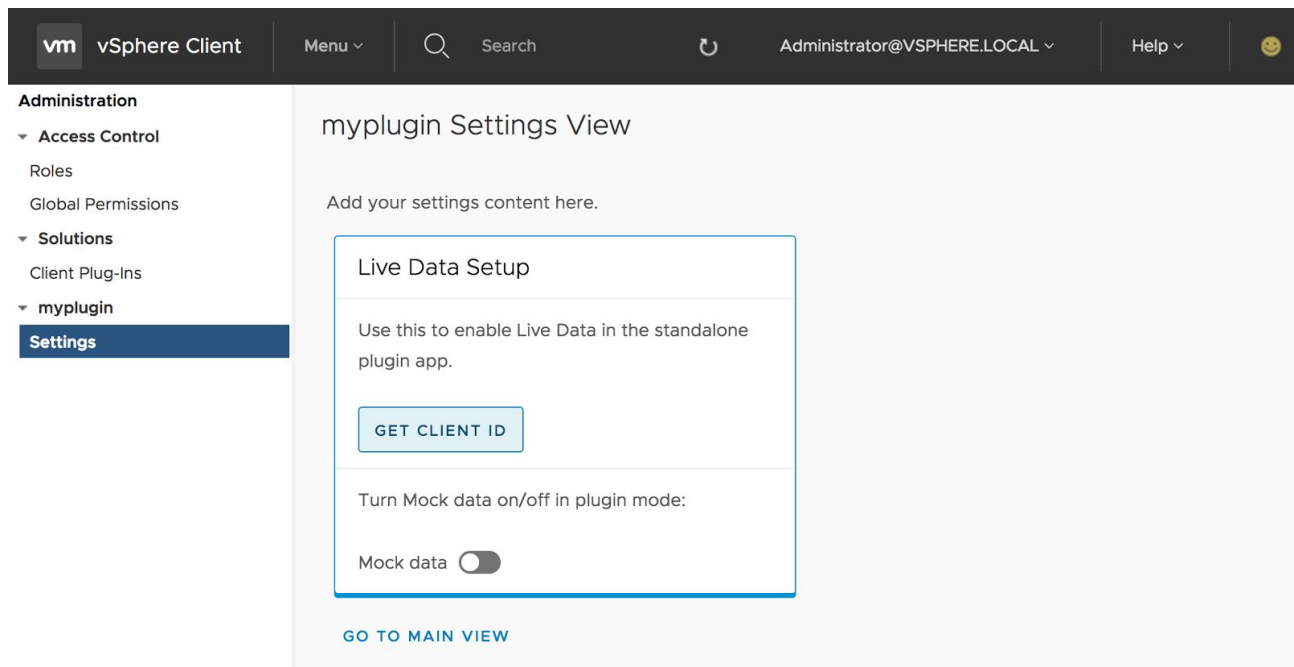 vm vSphere Client Menu Search Administrator@VSPHERE.LOCAL Help
Administration
Access Control
Roles
Global Permissions
Solutions
Client Plug-Ins
myplugin
Settings
myplugin Settings View
Add your settings content here.
Live Data Setup
Use this to enable Live Data in the standalone
plugin app.
GET CLIENT ID
Turn Mock data on/off in plugin mode:
Mock data
GO TO MAIN VIEW